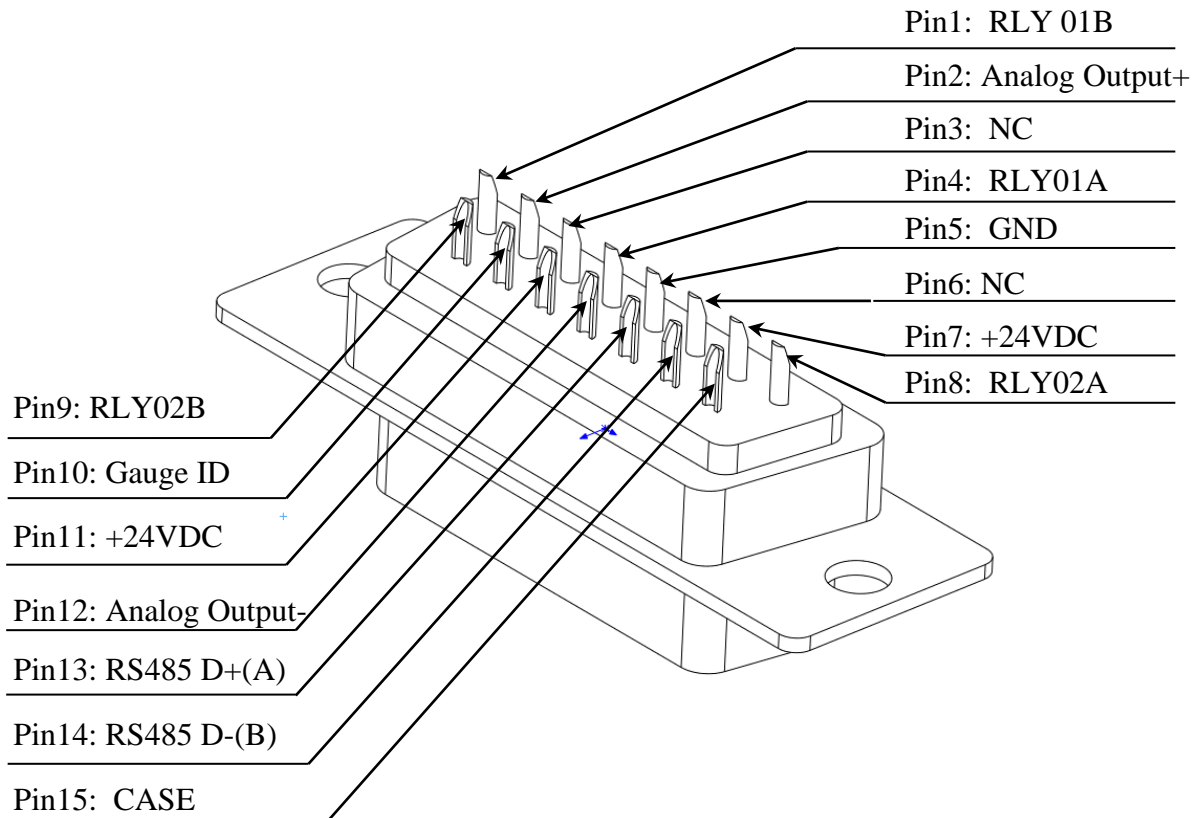 Pin1: RLY 01B
Pin2: Analog Output+
Pin3: NC
Pin4: RLY01A
Pin5: GND
Pin6: NC
Pin7: +24VDC
Pin8: RLY02A
Pin9: RLY02B
Pin10: Gauge ID
Pin11: +24VDC
Pin12: Analog Output-
Pin13: RS485 D+(A)
Pin14: RS485 D-(B)
Pin15: CASE